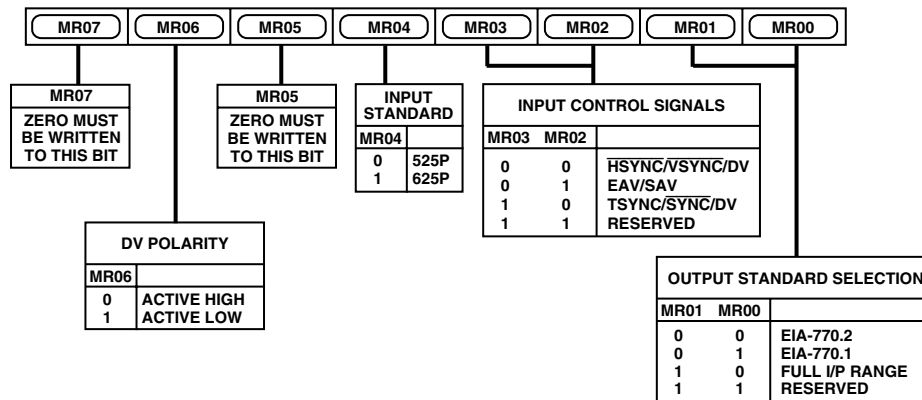 MR07 MR06 MR05 MR04 MR03 MR02 MR01 MR00
MR07
ZERO MUST
BE WRITTEN
TO THIS BIT
MR05
ZERO MUST
BE WRITTEN
TO THIS BIT
INPUT
STANDARD
MR04
0 525P
1 625P
INPUT CONTROL SIGNALS
MR03 MR02
0 0 HSYNC/VSYNC/DV
0 1 EAV/SAV
1 0 TSYNC/SYNC/DV
1 1 RESERVED
DV POLARITY
MR06
0 ACTIVE HIGH
1 ACTIVE LOW
OUTPUT STANDARD SELECTION
MR01 MR00
0 0 EIA-770.2
0 1 EIA-770.1
1 0 FULL I/P RANGE
1 1 RESERVED